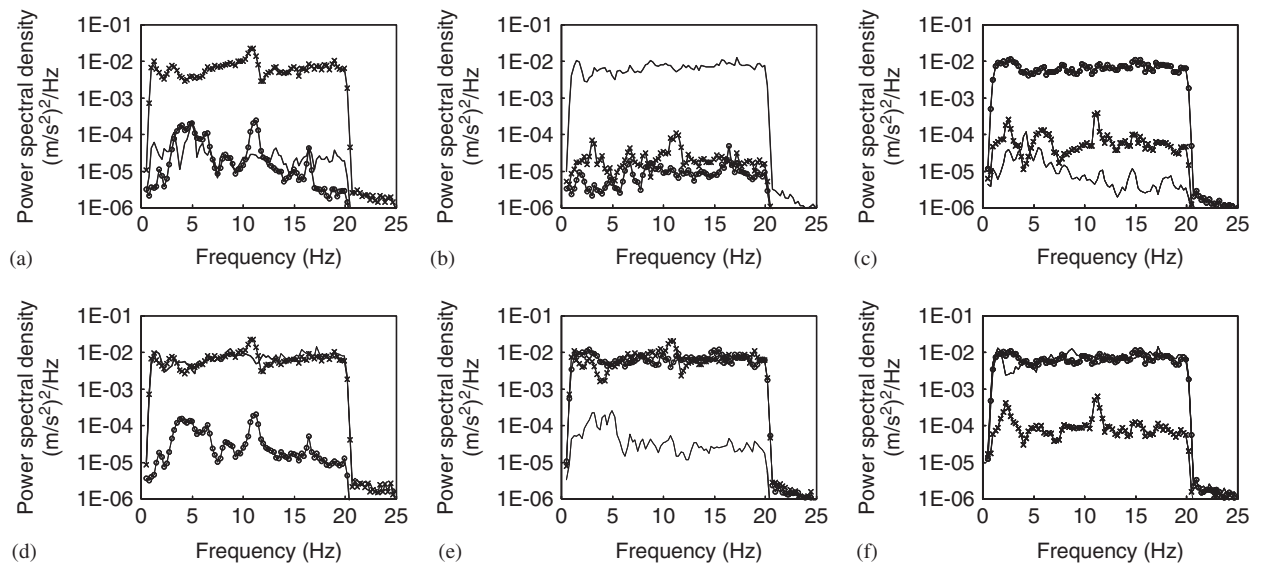 Power spectral density
(m/s²)²/Hz
1E-01
1E-02
1E-03
1E-04
1E-05
1E-06
0 5 10 15 20 25
Frequency (Hz)
(a)
Power spectral density
(m/s²)²/Hz
1E-01
1E-02
1E-03
1E-04
1E-05
1E-06
0 5 10 15 20 25
Frequency (Hz)
(b)
Power spectral density
(m/s²)²/Hz
1E-01
1E-02
1E-03
1E-04
1E-05
1E-06
0 5 10 15 20 25
Frequency (Hz)
(c)
Power spectral density
(m/s²)²/Hz
1E-01
1E-02
1E-03
1E-04
1E-05
1E-06
0 5 10 15 20 25
Frequency (Hz)
(d)
Power spectral density
(m/s²)²/Hz
1E-01
1E-02
1E-03
1E-04
1E-05
1E-06
0 5 10 15 20 25
Frequency (Hz)
(e)
Power spectral density
(m/s²)²/Hz
1E-01
1E-02
1E-03
1E-04
1E-05
1E-06
0 5 10 15 20 25
Frequency (Hz)
(f)